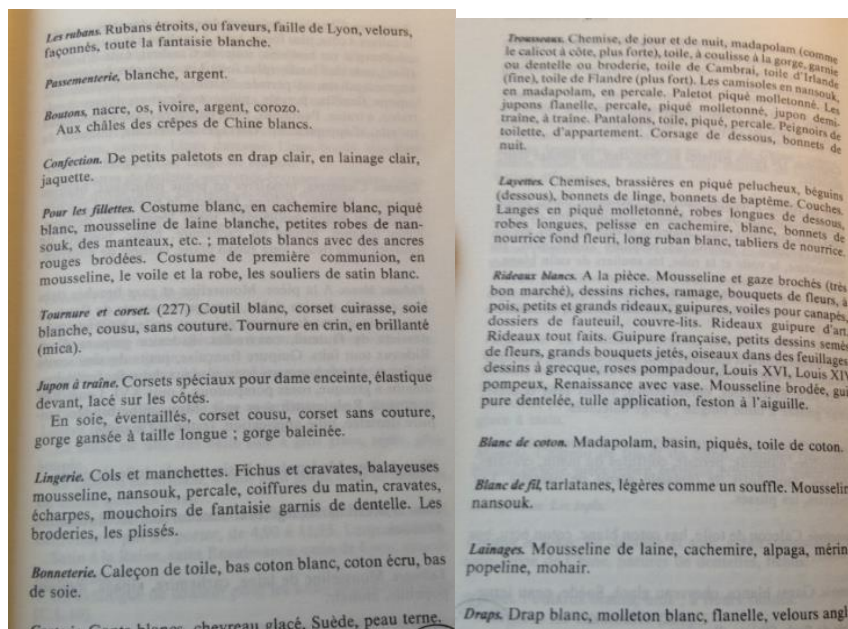 Les rubans. Rubans étroits, ou faveurs, faille de Lyon, velours,
façonnés, toute la fantaisie blanche.
Passementerie, blanche, argent.
Boutons, nacre, os, ivoire, argent, corozo.
Aux châles des crêpes de Chine blancs.
Confection. De petits paletots en drap clair, en lainage clair,
jaquette.
Pour les fillettes. Costume blanc, en cachemire blanc, piqué
blanc, mousseline de laine blanche, petites robes de nan-
souk, des manteaux, etc. ; matelots blancs avec des ancres
rouges brodées. Costume de première communion, en
mousseline, le voile et la robe, les souliers de satin blanc.
Tournure et corset. (227) Coutil blanc, corset cuirasse, soie
blanche, cousu, sans couture. Tournure en crin, en brillanté
(mica).
Jupon à traîne. Corsets spéciaux pour dame enceinte, élastique
devant, lacé sur les côtés.
En soie, éventaillés, corset cousu, corset sans couture,
gorge gansée à taille longue ; gorge baleinée.
Lingerie. Cols et manchettes. Fichus et cravates, balayeuses
mousseline, nansouk, percale, coiffures du matin, cravates,
écharpes, mouchoirs de fantaisie garnis de dentelle. Les
broderies, les plissés.
Bonneterie. Caleçon de toile, bas coton blanc, coton écru, bas
de soie.
Gants blancs, chevreau glacé, Suède, peau terne.
Trousseaux. Chemise, de jour et de nuit, madapolam (comme
le calicot à côte, plus forte), toile, à coulisse à la gorge, garnie
ou dentelle ou broderie, toile de Cambrai, toile d'Irlande
(fine), toile de Flandre (plus fort). Les camisoles en nansouk,
en madapolam, en percale. Paletot piqué molletonné. Les
jupons flanelle, percale, piqué molletonné, jupon demi-
traîne, à traîne. Pantalons, toile, piqué, percale. Peignoirs de
toilette, d'appartement. Corsage de dessous, bonnets de
nuit.
Layettes. Chemises, brassières en piqué pelucheux, béguins
(dessous), bonnets de linge, bonnets de baptême. Couches.
Langes en piqué molletonné, robes longues de dessous,
robes longues, pelisse en cachemire, blanc, bonnets de
nourrice fond fleuri, long ruban blanc, tabliers de nourrice.
Rideaux blancs. A la pièce. Mousseline et gaze brochés (très
bon marché), dessins riches, ramage, bouquets de fleurs, à
pois, petits et grands rideaux, guipures, voiles pour canapés,
dossiers de fauteuil, couvre-lits. Rideaux guipure d'art.
Rideaux tout faits. Guipure française, petits dessins semés
de fleurs, grands bouquets jetés, oiseaux dans des feuillages,
dessins à grecque, roses pompadour, Louis XVI, Louis XIV
pompeux, Renaissance avec vase. Mousseline brodée, gui
pure dentelée, tulle application, feston à l'aiguille.
Blanc de coton. Madapolam, basin, piqués, toile de coton.
Blanc de fil, tarlatanes, légères comme un souffle. Mousselin
nansouk.
Lainages. Mousseline de laine, cachemire, alpaga, mérin
popeline, mohair.
Draps. Drap blanc, molleton blanc, flanelle, velours angl